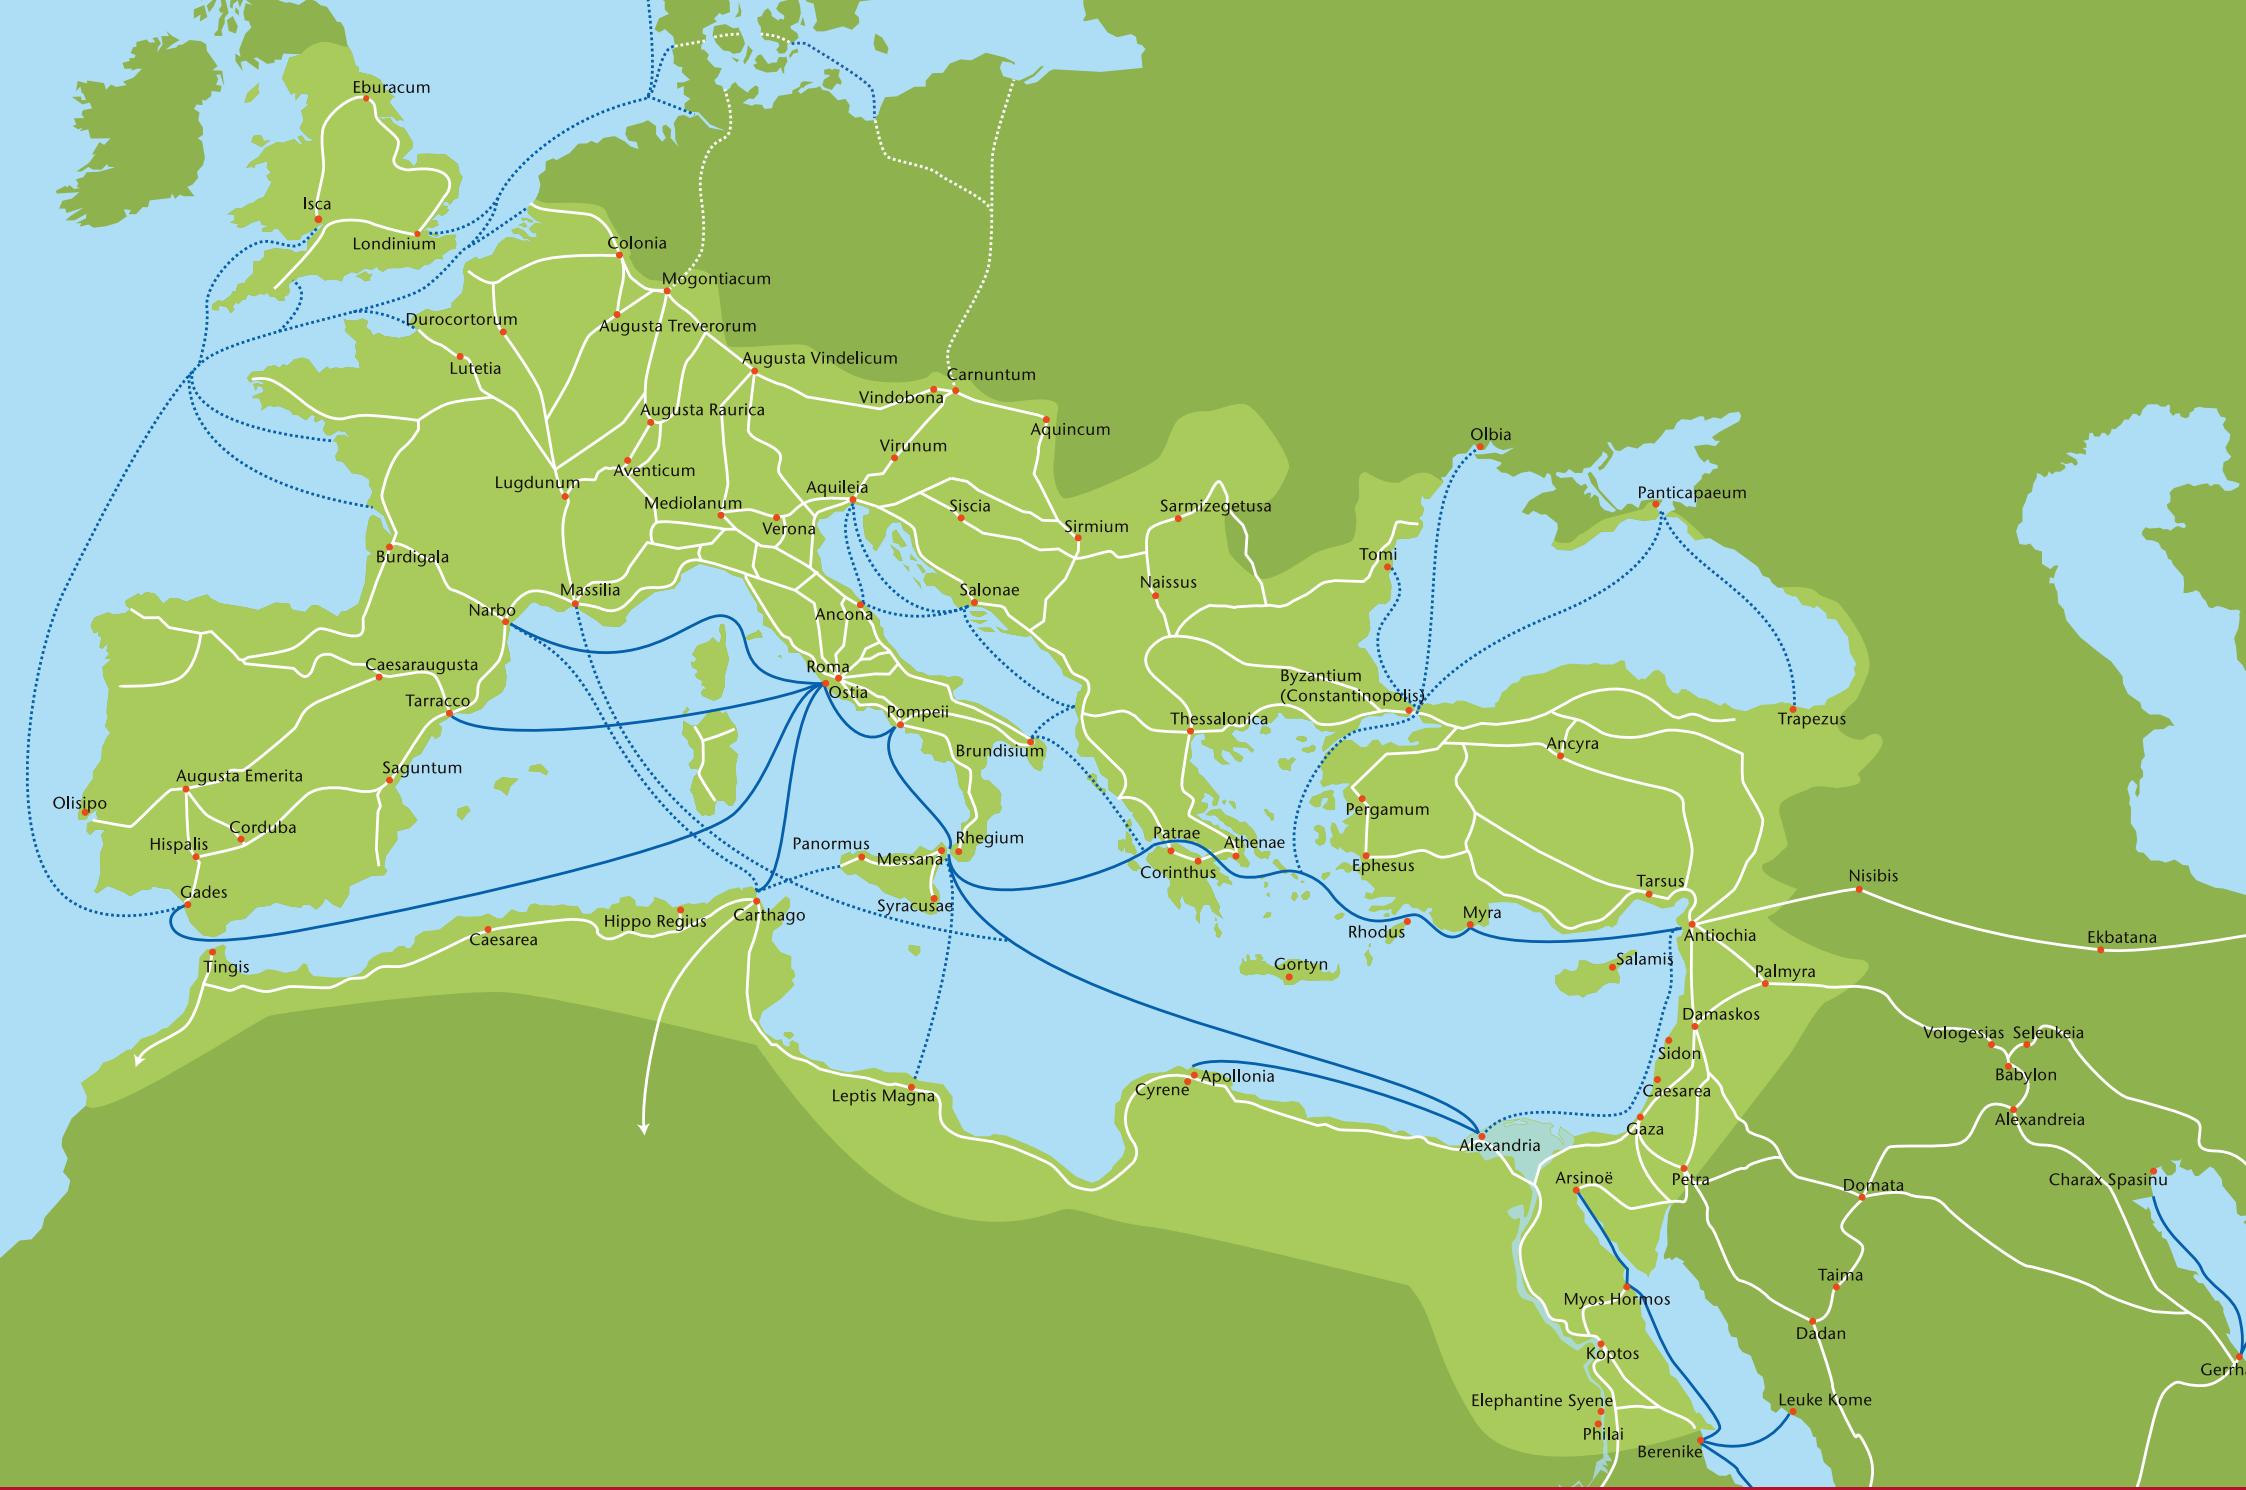 Eburacum
Isca
Londinium
Colonia
Mogontiacum
Durocortorum
Augusta Treverorum
Lutetia
Augusta Vindelicum
Carnuntum
Vindobona
Augusta Raurica
Aquincum
Olbia
Virunum
Aventicum
Lugdunum
Aquileia
Mediolanum
Siscia
Sarmizegetusa
Panticapaeum
Verona
Sirmium
Burdigala
Tomi
Naissus
Massilia
Salonae
Narbo
Ancona
Caesaraugusta
Roma
Byzantium
(Constantinopolis)
Ostia
Tarracco
Pompeii
Thessalonica
Trapezus
Brundisium
Ancyra
Saguntum
Augusta Emerita
Olisipo
Pergamum
Corduba
Patrae
Hispalis
Panormus
Rhegium
Athenae
Messana
Ephesus
Corinthus
Tarsus
Nisibis
Gades
Syracusae
Carthago
Myra
Hippo Regius
Rhodus
Caesarea
Antiochia
Ekbatana
Tingis
Gortyn
Salamis
Palmyra
Damaskos
Vologesias
Seleukeia
Sidon
Babylon
Apollonia
Cyrene
Caesarea
Leptis Magna
Alexandreia
Gaza
Alexandria
Arsinoë
Petra
Domata
Charax Spasinu
Taima
Myos Hormos
Dadan
Koptos
Gerrh
Elephantine Syene
Leuke Kome
Philai
Berenike